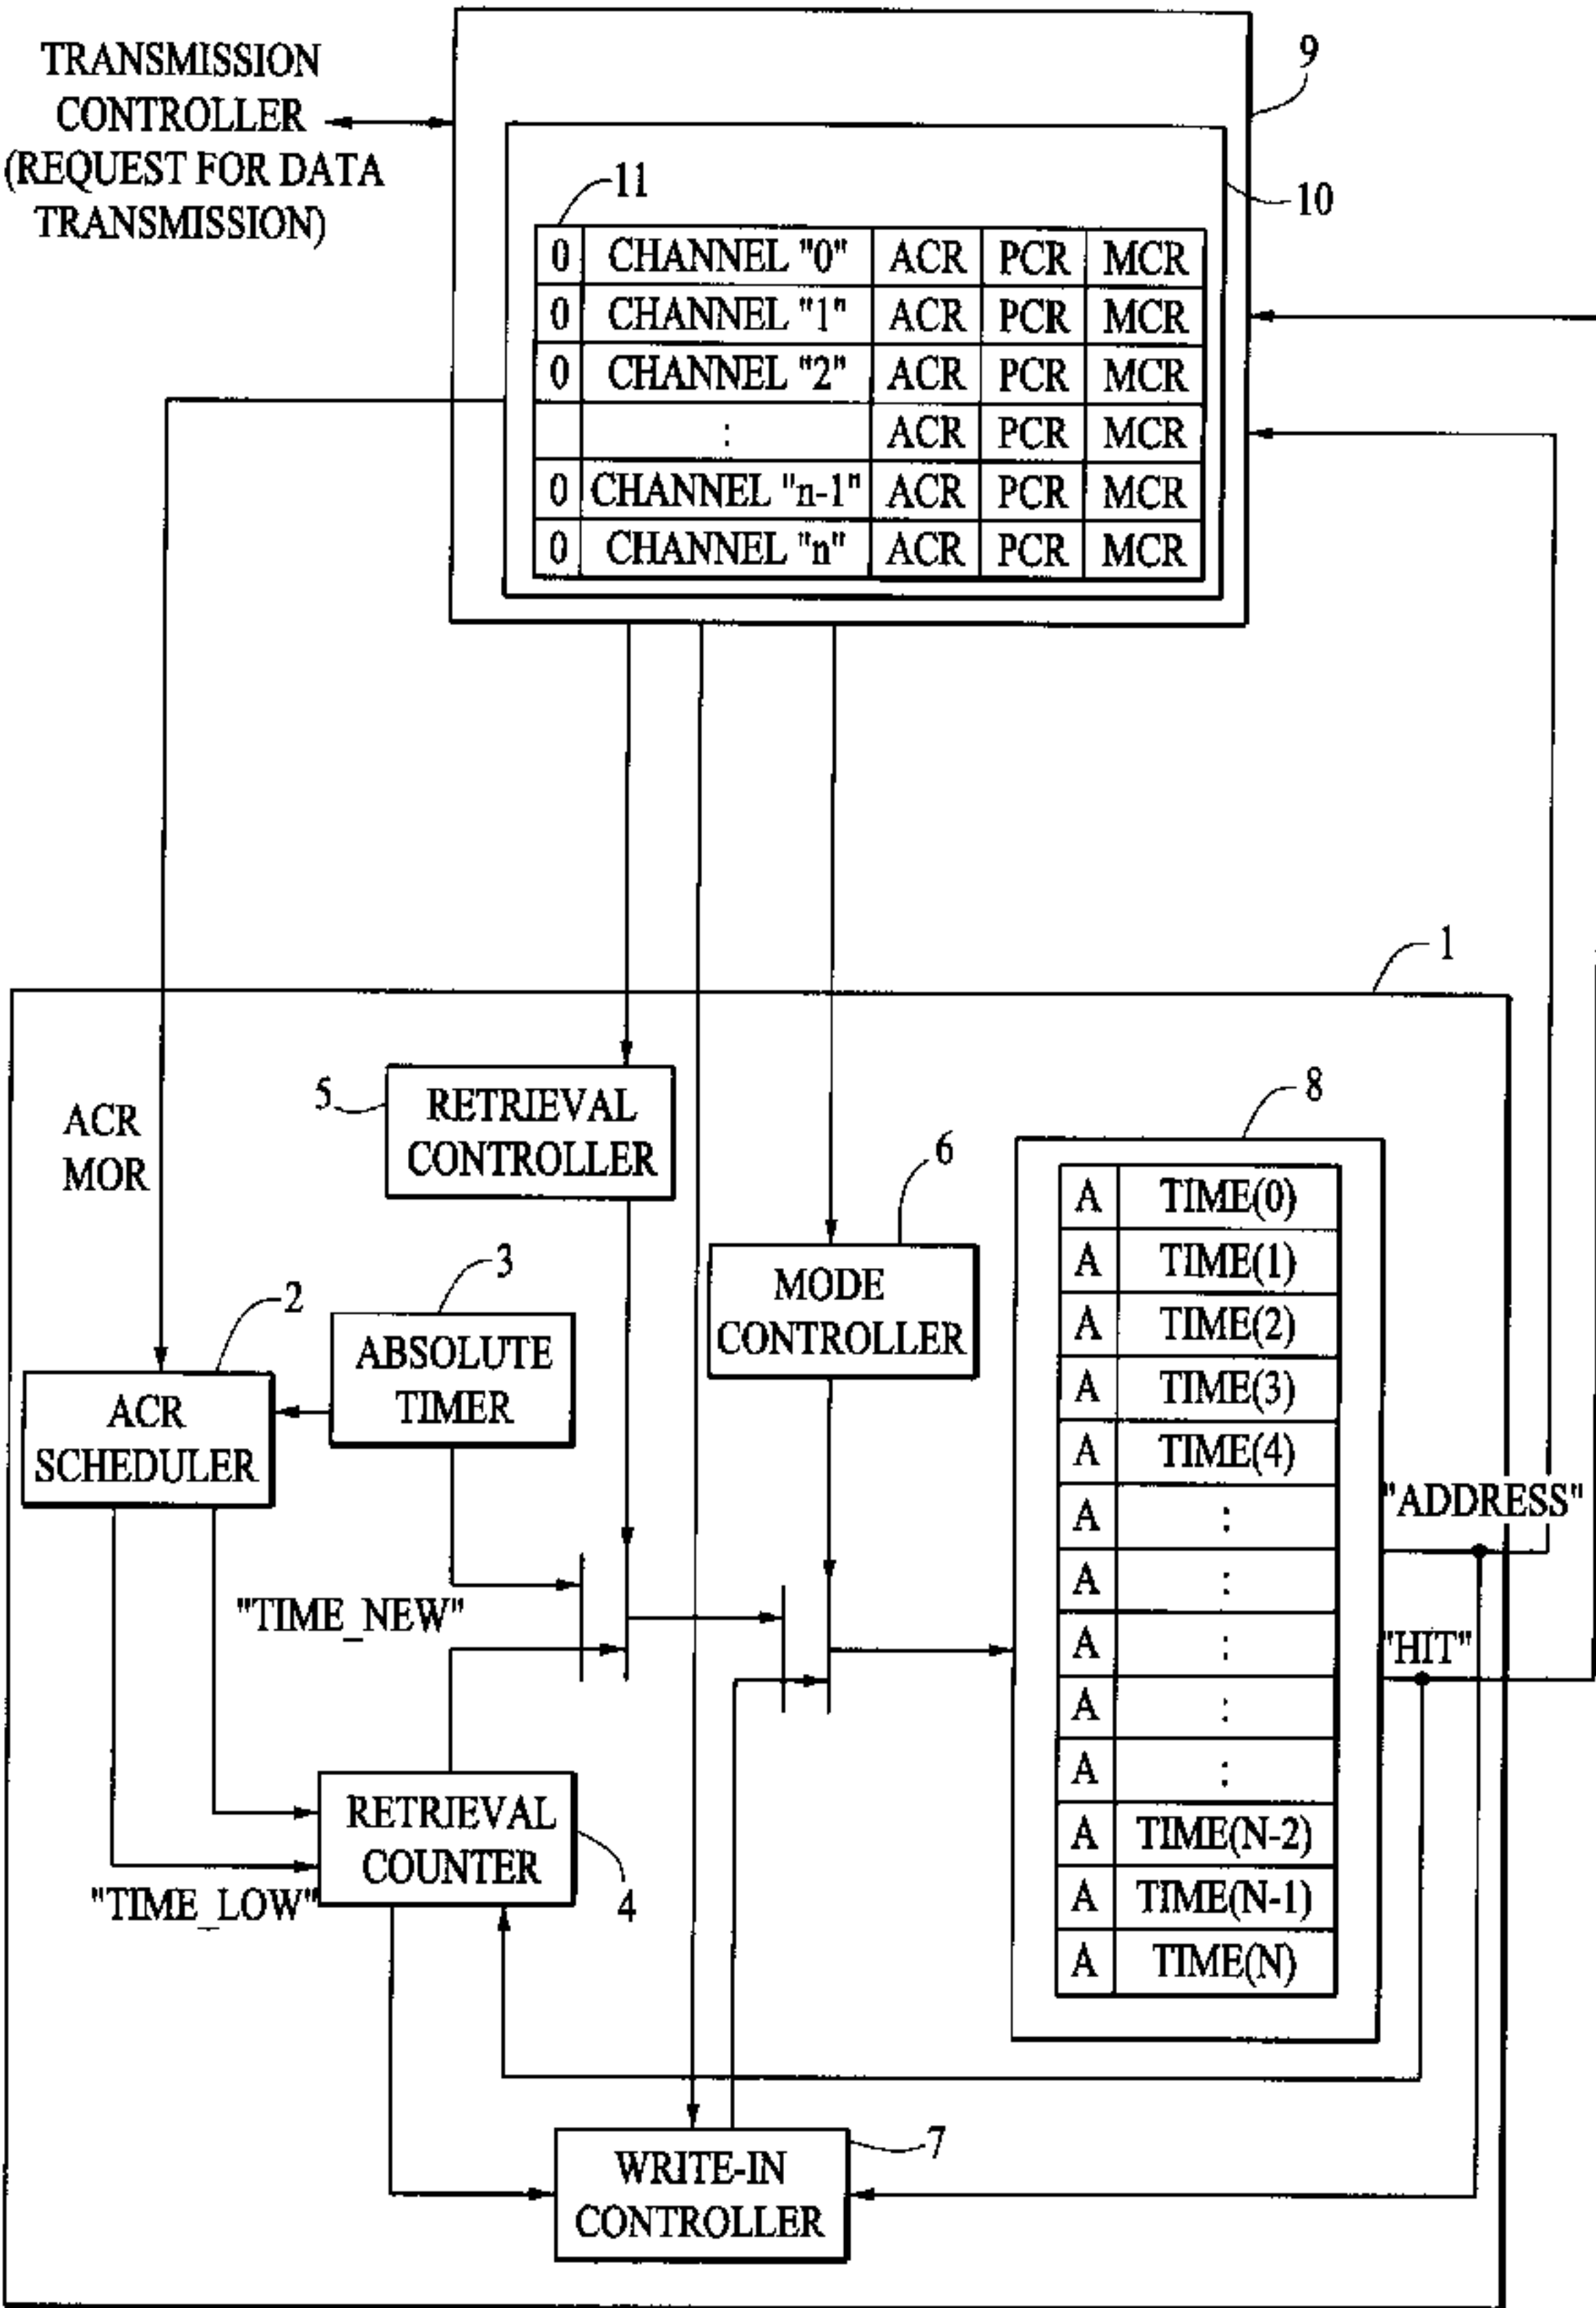 TRANSMISSION
CONTROLLER
(REQUEST FOR DATA
TRANSMISSION)
9
10
11
0 CHANNEL "0" ACR PCR MCR
0 CHANNEL "1" ACR PCR MCR
0 CHANNEL "2" ACR PCR MCR
: ACR PCR MCR
0 CHANNEL "n-1" ACR PCR MCR
0 CHANNEL "n" ACR PCR MCR
1
ACR
MOR
5
RETRIEVAL
CONTROLLER
6
MODE
CONTROLLER
8
A TIME(0)
A TIME(1)
A TIME(2)
A TIME(3)
A TIME(4)
A :
A :
A :
A :
A :
A TIME(N-2)
A TIME(N-1)
A TIME(N)
3
ABSOLUTE
TIMER
2
ACR
SCHEDULER
"ADDRESS"
"TIME_NEW"
"HIT"
RETRIEVAL
COUNTER
4
"TIME_LOW"
7
WRITE-IN
CONTROLLER